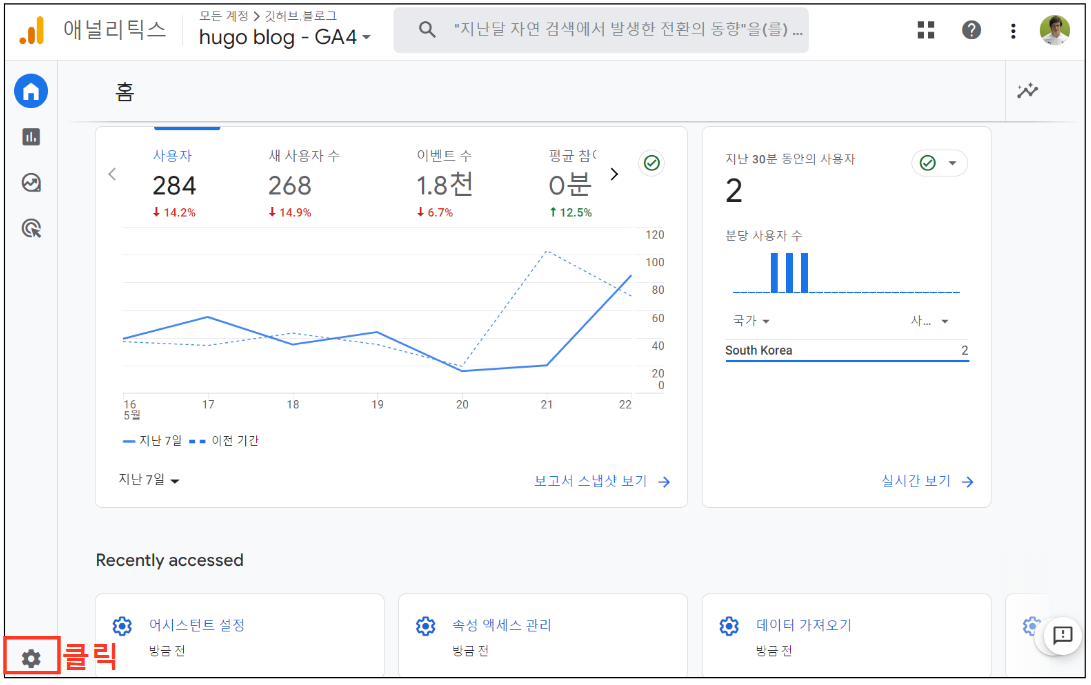 애널리틱스
모든 계정 > 깃허브.블로그
hugo blog - GA4
"지난달 자연 검색에서 발생한 전환의 동향"을(를) ...
홈
사용자
284
14.2%
새 사용자 수
268
14.9%
이벤트 수
1.8천
6.7%
평균 참
0분
12.5%
120
100
80
60
40
20
0
16
5월
17
18
19
20
21
22
지난 7일
이전 기간
지난 7일
보고서 스냅샷 보기
지난 30분 동안의 사용자
2
분당 사용자 수
국가
사...
South Korea 2
실시간 보기
Recently accessed
어시스턴트 설정
방금 전
속성 액세스 관리
방금 전
데이터 가져오기
방금 전
클릭